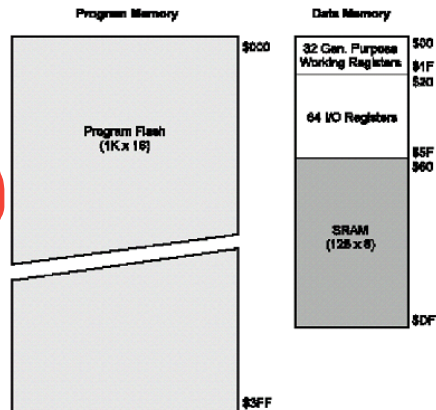 Program Memory
$000
Program Flash
(1K x 16)
$3FF
Data Memory
32 Gen. Purpose
Working Registers
$00
$1F
$20
64 I/O Registers
$5F
$60
SRAM
(128 x 8)
$DF